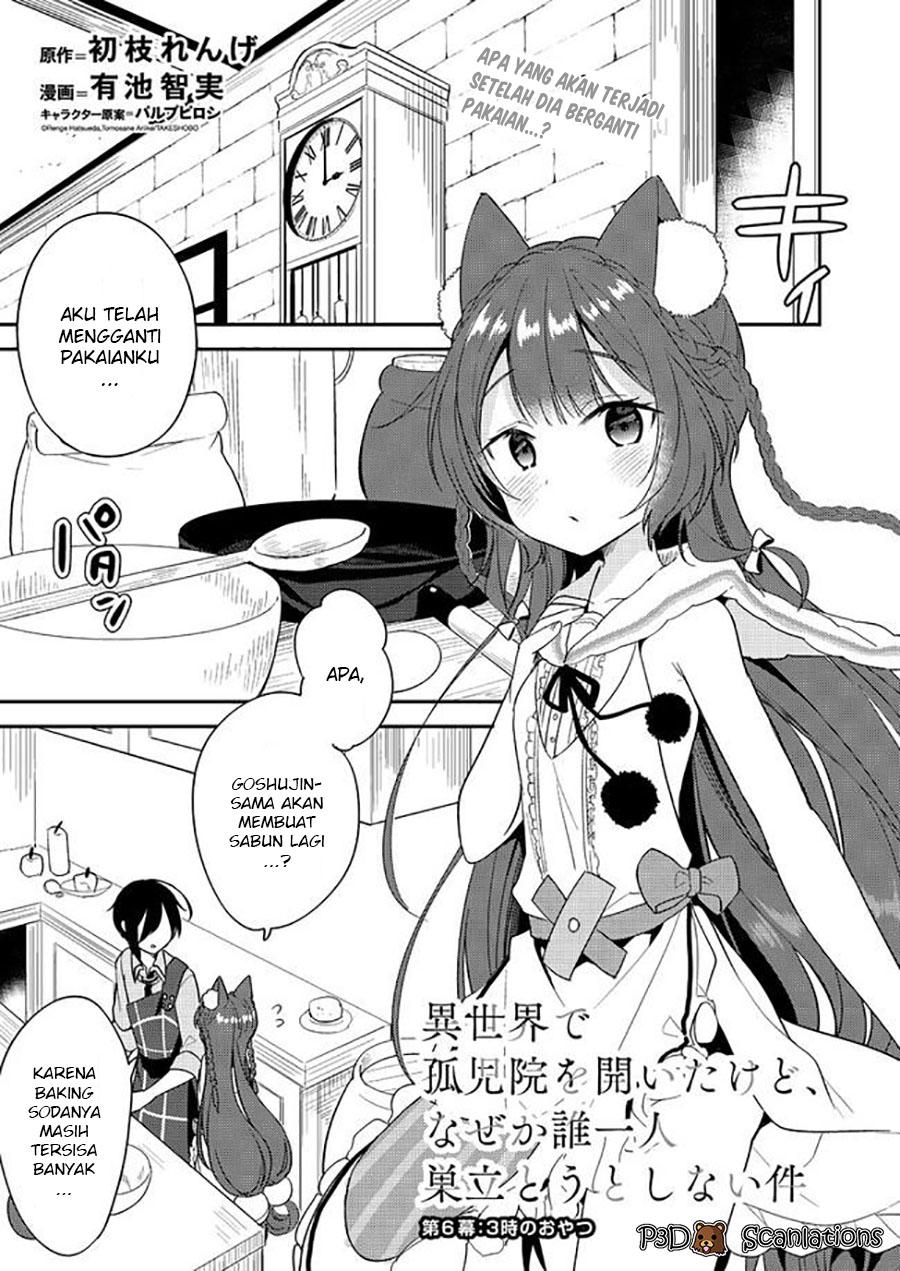 原作=初枝れんげ
漫画=有池智実
キャラクター原案=パルプピロシ
©Renge Hatsueda,Tomosane Ariike/TAKESHOBO
APA YANG AKAN TERJADI
SETELAH DIA BERGANTI
PAKAIAN...?
キィ
AKU TELAH
MENGGANTI
PAKAIANKU
...
パタン
APA,
GOSHUJIN-
SAMA AKAN
MEMBUAT
SABUN LAGI
...?
KARENA
BAKING
SODANYA
MASIH
TERSISA
BANYAK
...
異世界で
孤児院を開いたけど、
なぜか誰一人
巣立とうとしない件
第6幕:3時のおやつ
P3D Scanlations